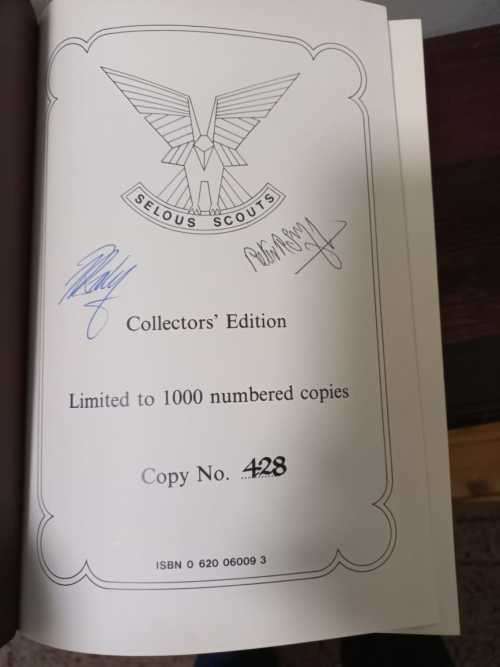 SELOUS SCOUTS
Collectors' Edition
Limited to 1000 numbered copies
Copy No. 428
ISBN 0 620 06009 3